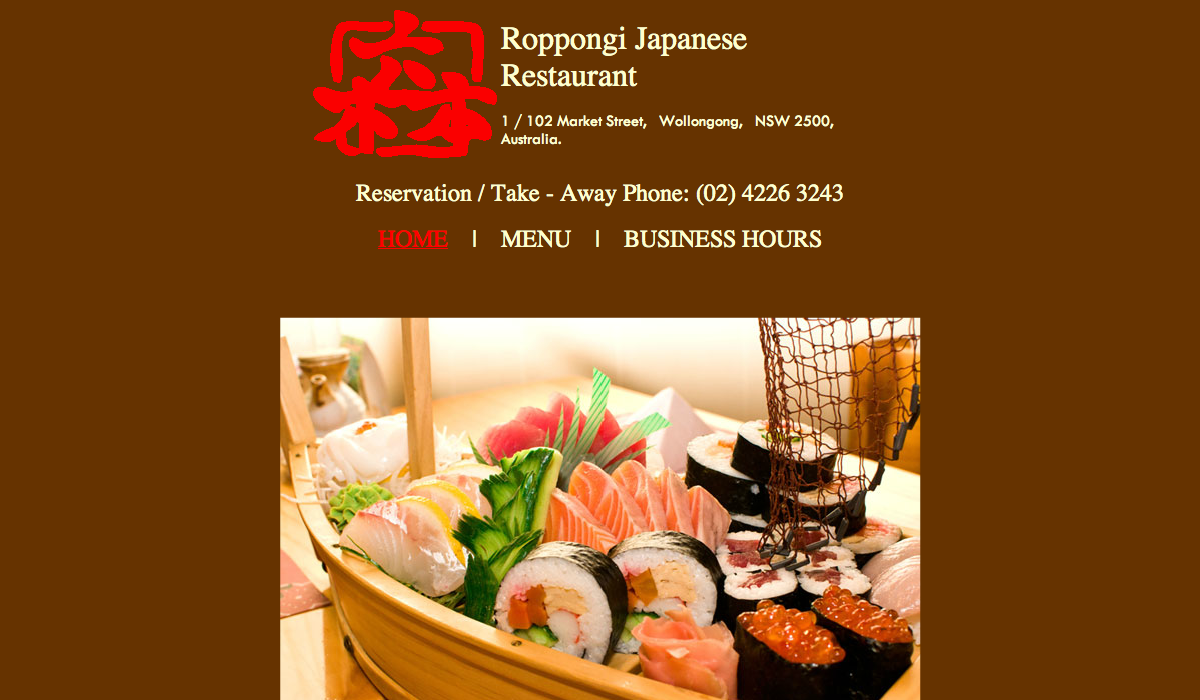 Roppongi Japanese
Restaurant
1 / 102 Market Street, Wollongong, NSW 2500,
Australia.
Reservation / Take - Away Phone: (02) 4226 3243
HOME | MENU | BUSINESS HOURS